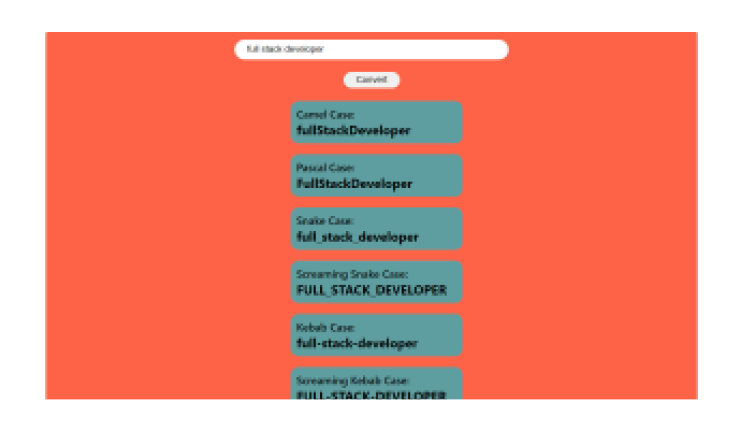 full stack developer
Convert
Camel Case:
fullStackDeveloper
Pascal Case:
FullStackDeveloper
Snake Case:
full_stack_developer
Screaming Snake Case:
FULL_STACK_DEVELOPER
Kebab Case:
full-stack-developer
Screaming Kebab Case:
FULL-STACK-DEVELOPER